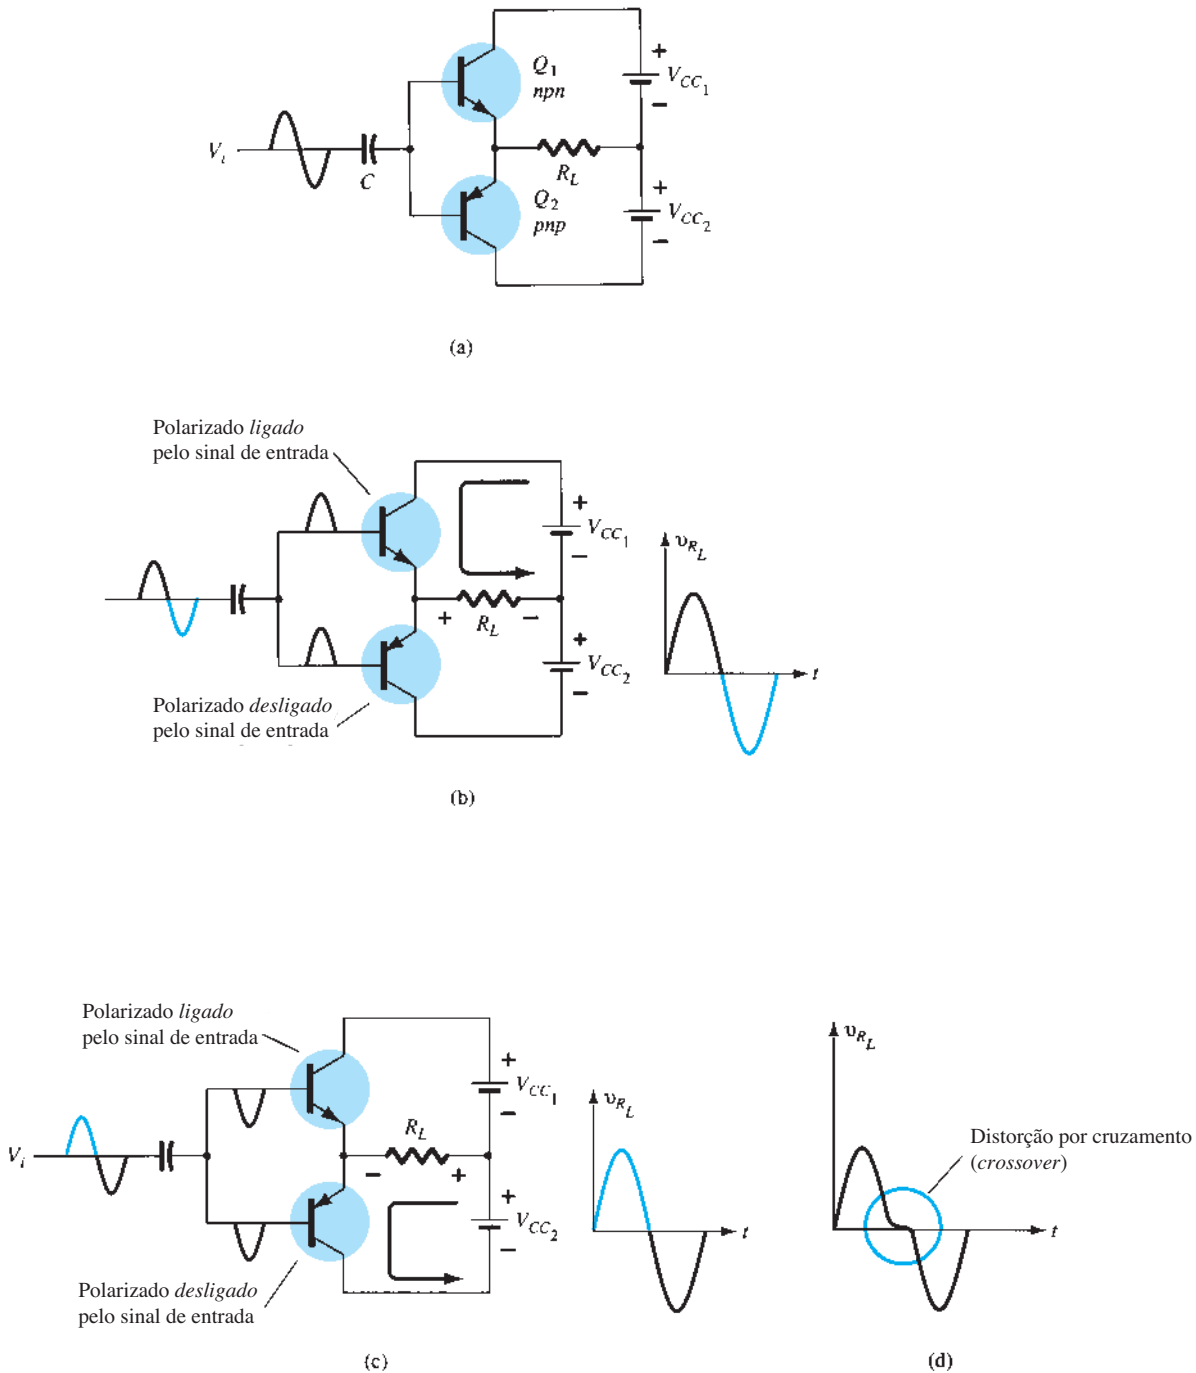 Q1
npn
+
VCC1
−
Vi
C
RL
Q2
pnp
+
VCC2
−
(a)
Polarizado ligado
pelo sinal de entrada
+
VCC1
−
+ RL −
+
VCC2
−
Polarizado desligado
pelo sinal de entrada
υRL
t
(b)
Polarizado ligado
pelo sinal de entrada
+
VCC1
−
Vi
RL
− +
+
VCC2
−
Polarizado desligado
pelo sinal de entrada
υRL
t
(c)
υRL
Distorção por cruzamento
(crossover)
t
(d)